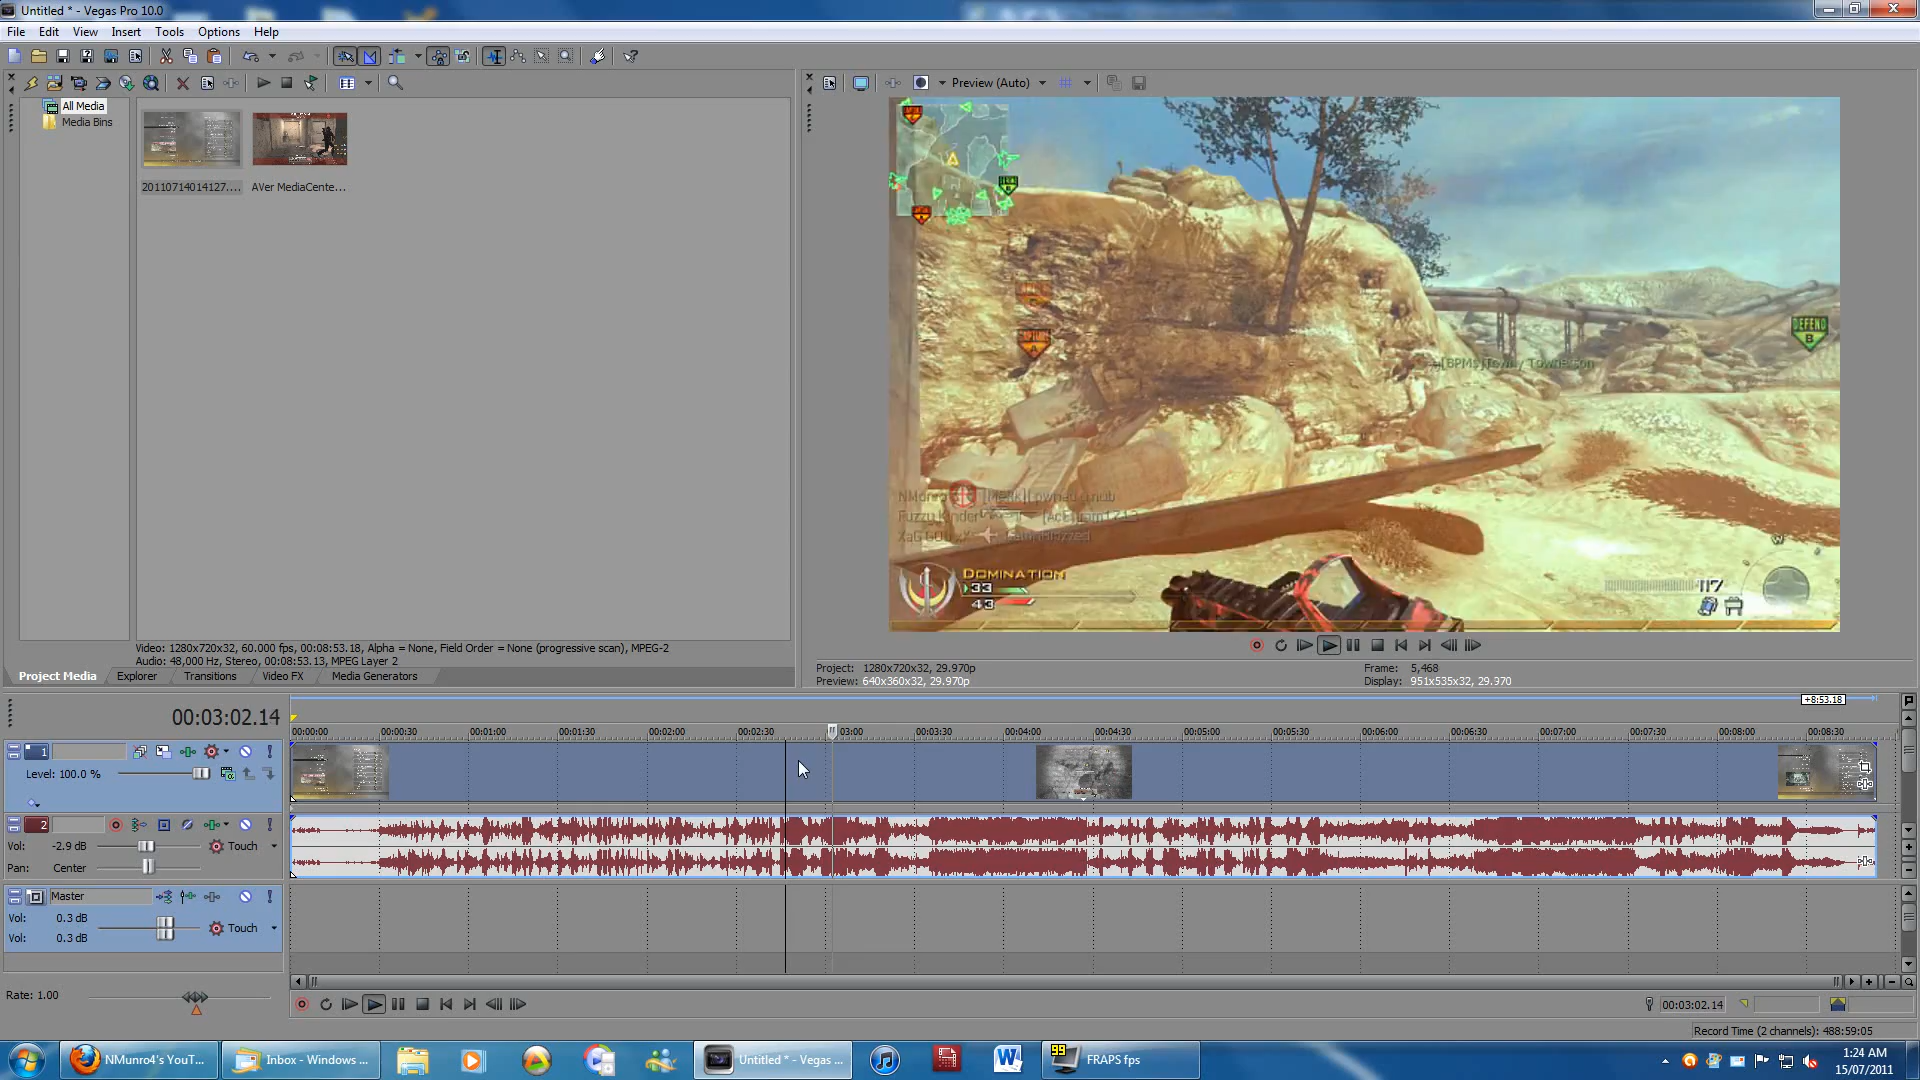 Untitled * - Vegas Pro 10.0
File Edit View Insert Tools Options Help
Preview (Auto)
All Media
Media Bins
20110714014127....
AVer MediaCente...
DEFEND
B
DOMINATION
33
43
117
Video: 1280x720x32, 60.000 fps, 00:08:53.18, Alpha = None, Field Order = None (progressive scan), MPEG-2
Audio: 48,000 Hz, Stereo, 00:08:53.13, MPEG Layer 2
Project Media Explorer Transitions Video FX Media Generators
Project: 1280x720x32, 29.970p
Preview: 640x360x32, 29.970p
Frame: 5,468
Display: 951x535x32, 29.970
+8:53.18
00:03:02.14
00:00:00 00:00:30 00:01:00 00:01:30 00:02:00 00:02:30 03:00 00:03:30 00:04:00 00:04:30 00:05:00 00:05:30 00:06:00 00:06:30 00:07:00 00:07:30 00:08:00 00:08:30
1
Level: 100.0 %
2
Vol: -2.9 dB Touch
Pan: Center
Master
Vol: 0.3 dB
Vol: 0.3 dB
Touch
Rate: 1.00
00:03:02.14
Record Time (2 channels): 488:59:05
NMunro4's YouT...
Inbox - Windows ...
Untitled * - Vegas ...
99
FRAPS fps
1:24 AM
15/07/2011